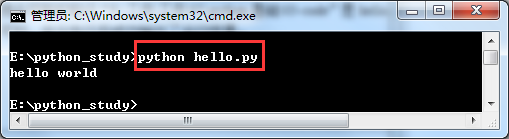 管理员: C:\Windows\system32\cmd.exe
E:\python_study>python hello.py
hello world
E:\python_study>